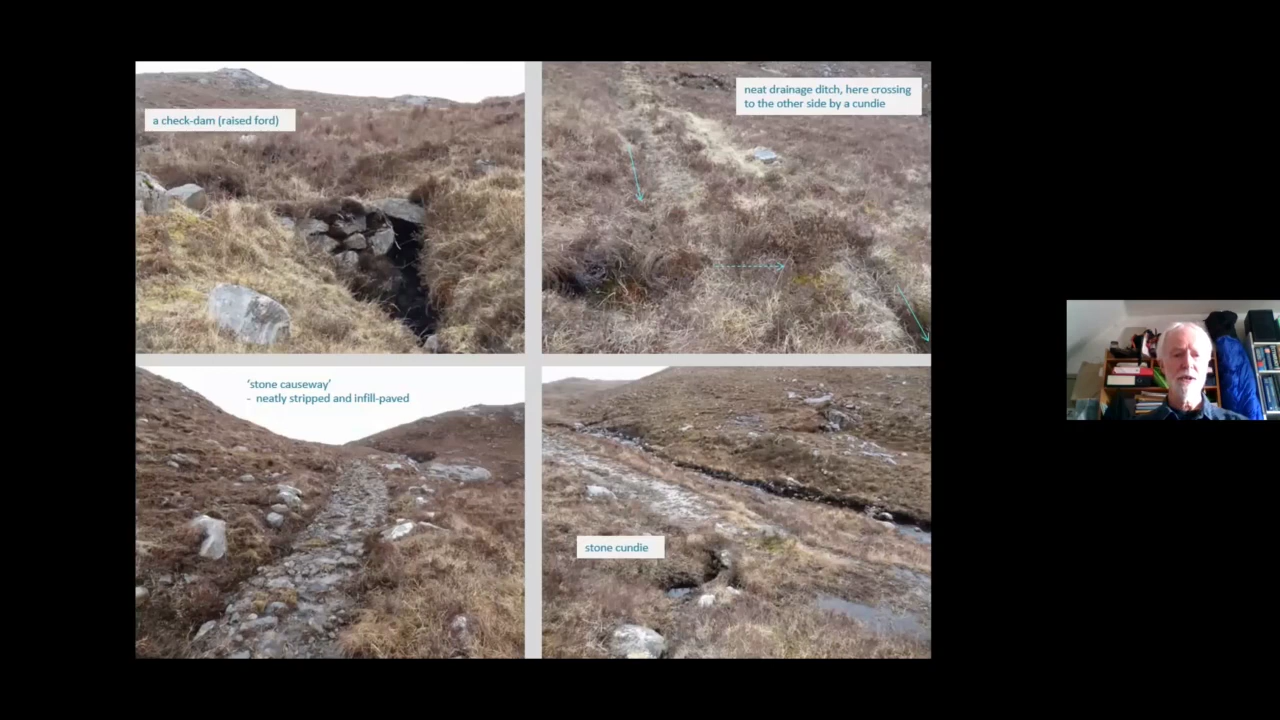 a check-dam (raised ford)
neat drainage ditch, here crossing
to the other side by a cundie
'stone causeway'
- neatly stripped and infill-paved
stone cundie